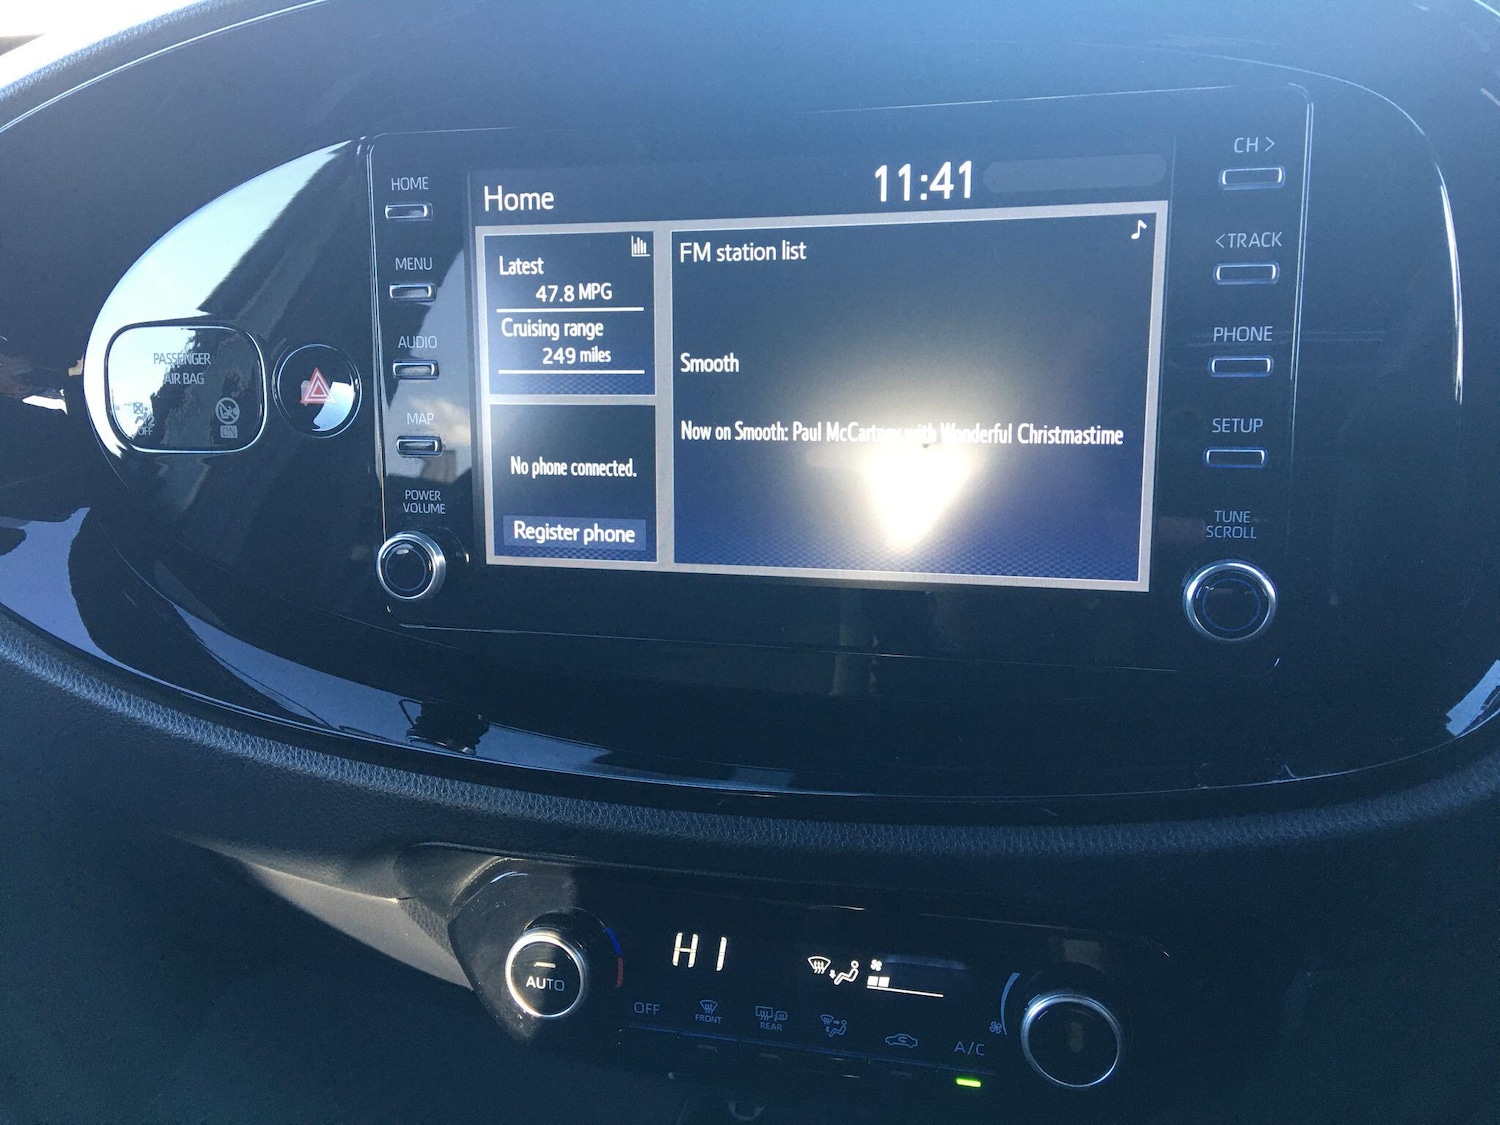 HOME
MENU
AUDIO
MAP
POWER
VOLUME
PASSENGER
AIR BAG
OFF
ON
Home
11:41
Latest
47.8 MPG
Cruising range
249 miles
No phone connected.
Register phone
FM station list
Smooth
Now on Smooth: Paul McCartney with Wonderful Christmastime
CH >
< TRACK
PHONE
SETUP
TUNE
SCROLL
AUTO
HI
OFF
FRONT
REAR
A/C